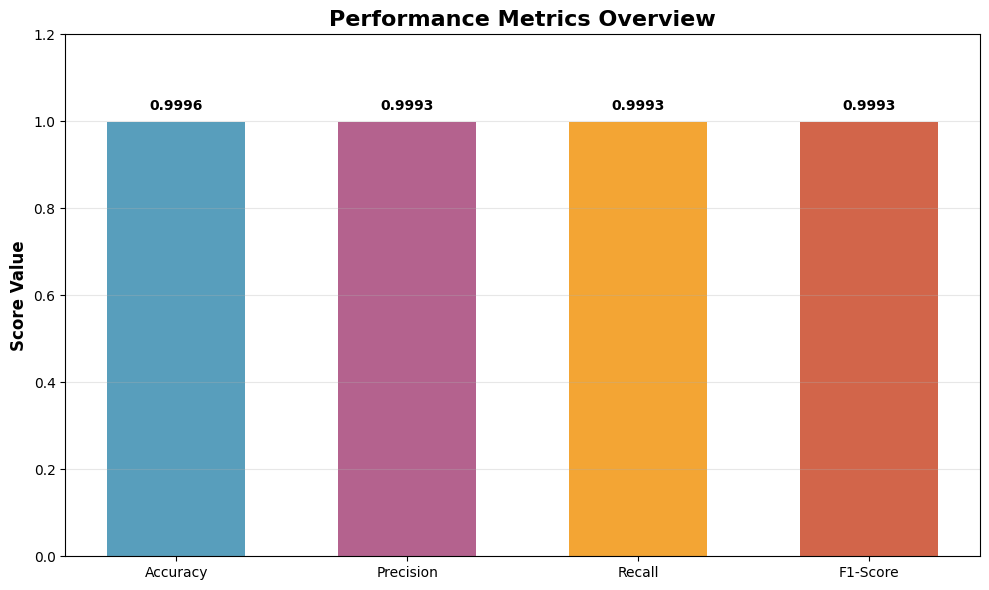 Performance Metrics Overview
1.2
1.0
0.8
0.6
0.4
0.2
0.0
Score Value
0.9996
0.9993
0.9993
0.9993
Accuracy
Precision
Recall
F1-Score